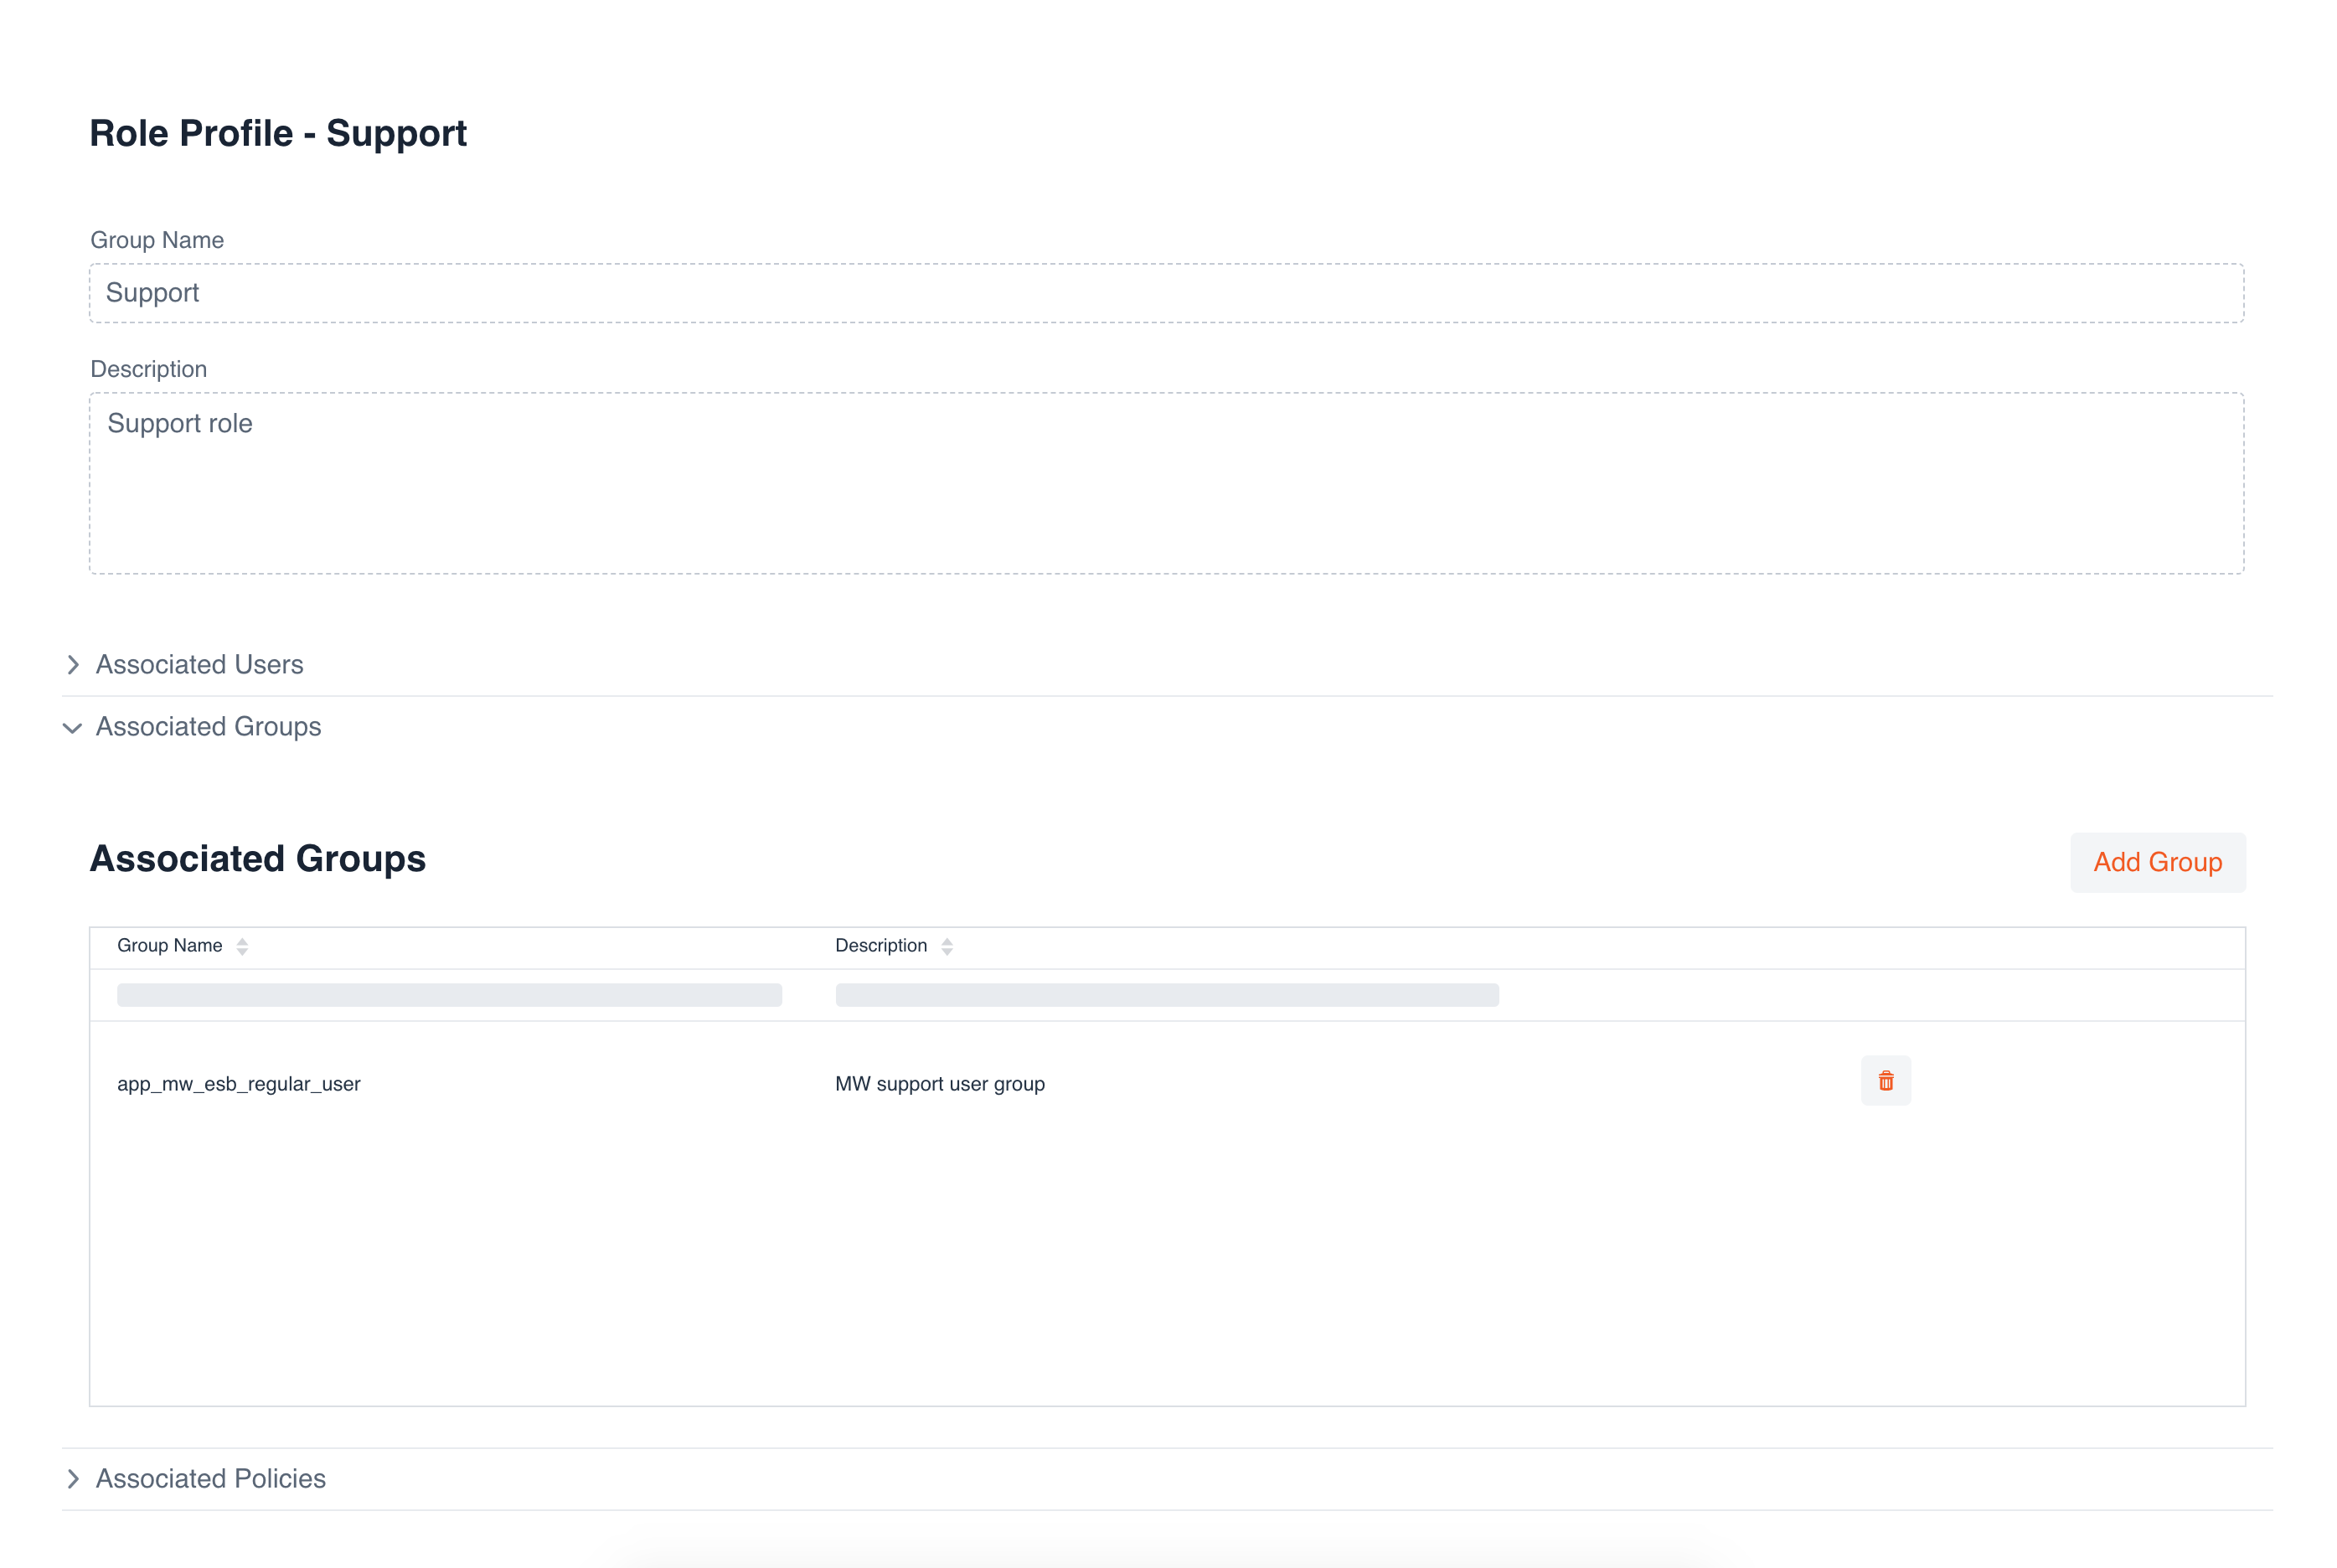 Role Profile - Support
Group Name
Support
Description
Support role
Associated Users
Associated Groups
Associated Groups
Add Group
Group Name Description
app_mw_esb_regular_user MW support user group
Associated Policies